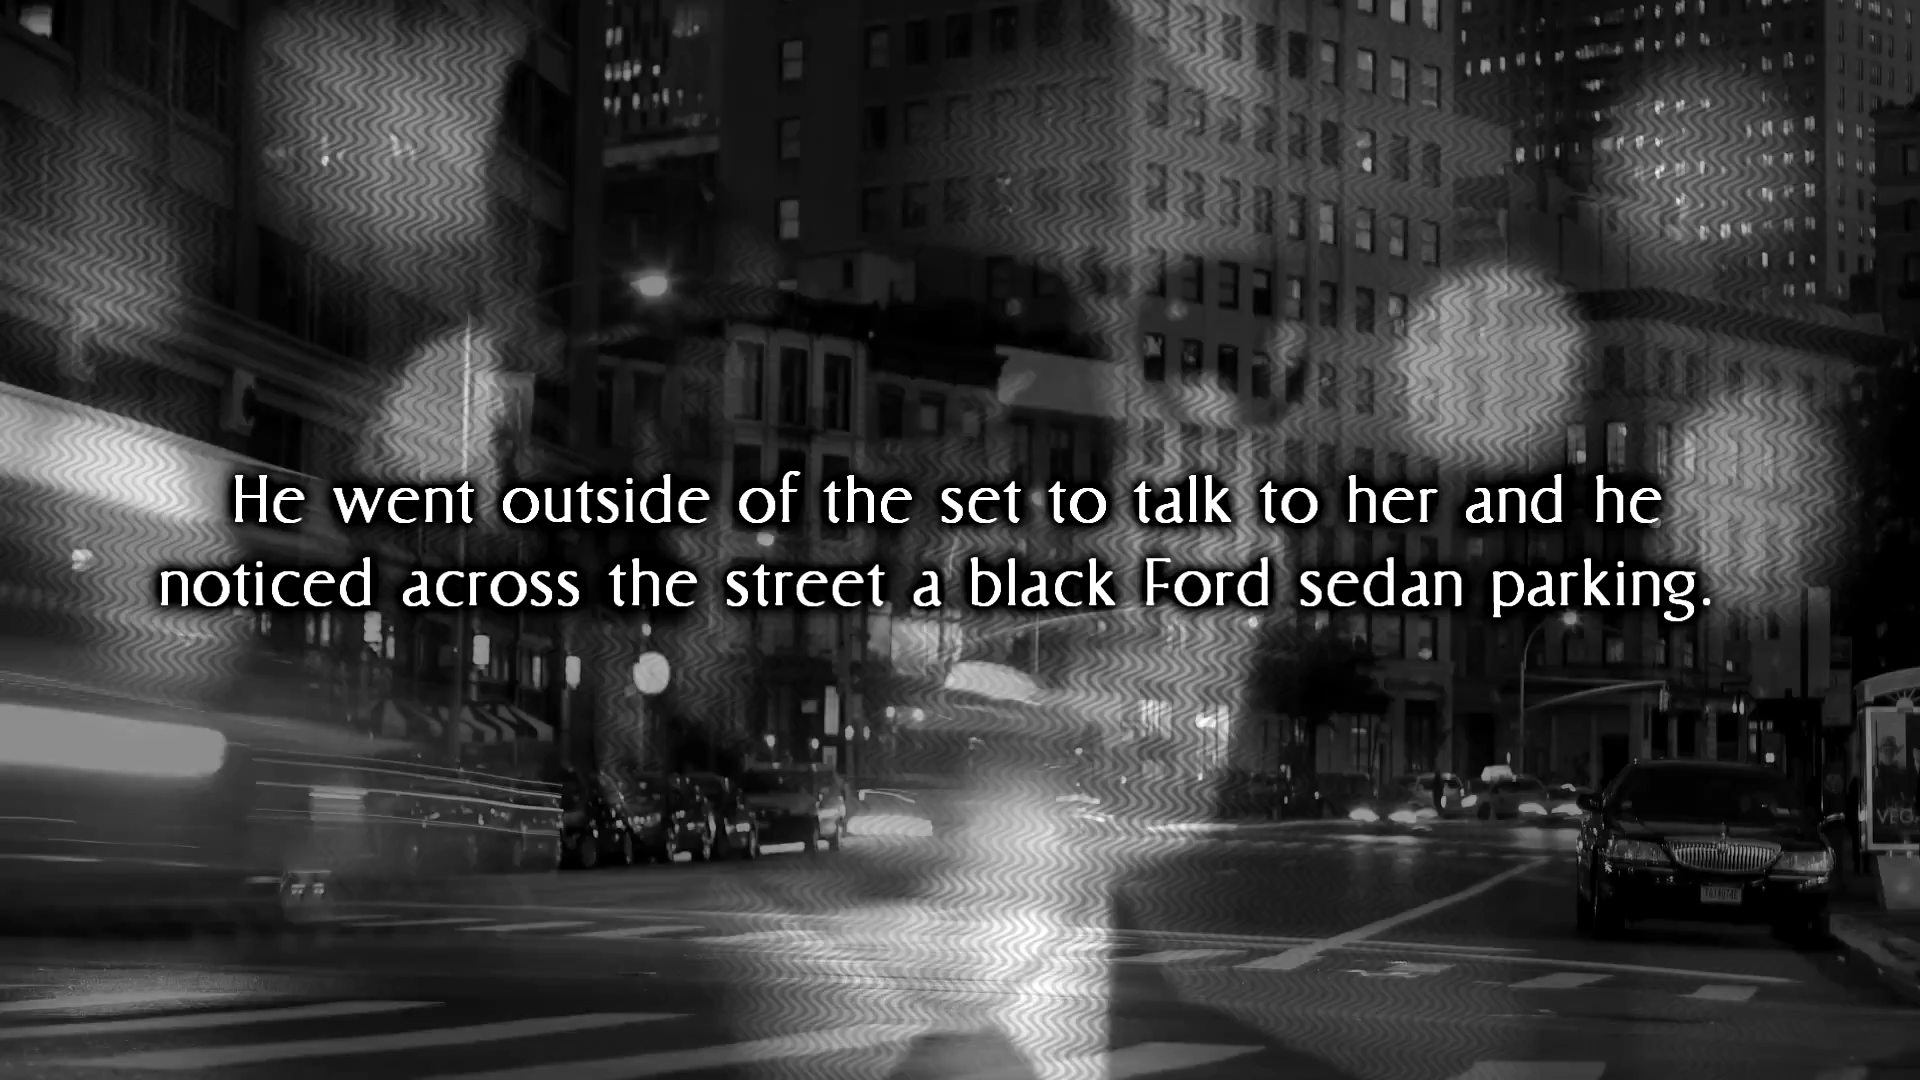 He went outside of the set to talk to her and he
noticed across the street a black Ford sedan parking.